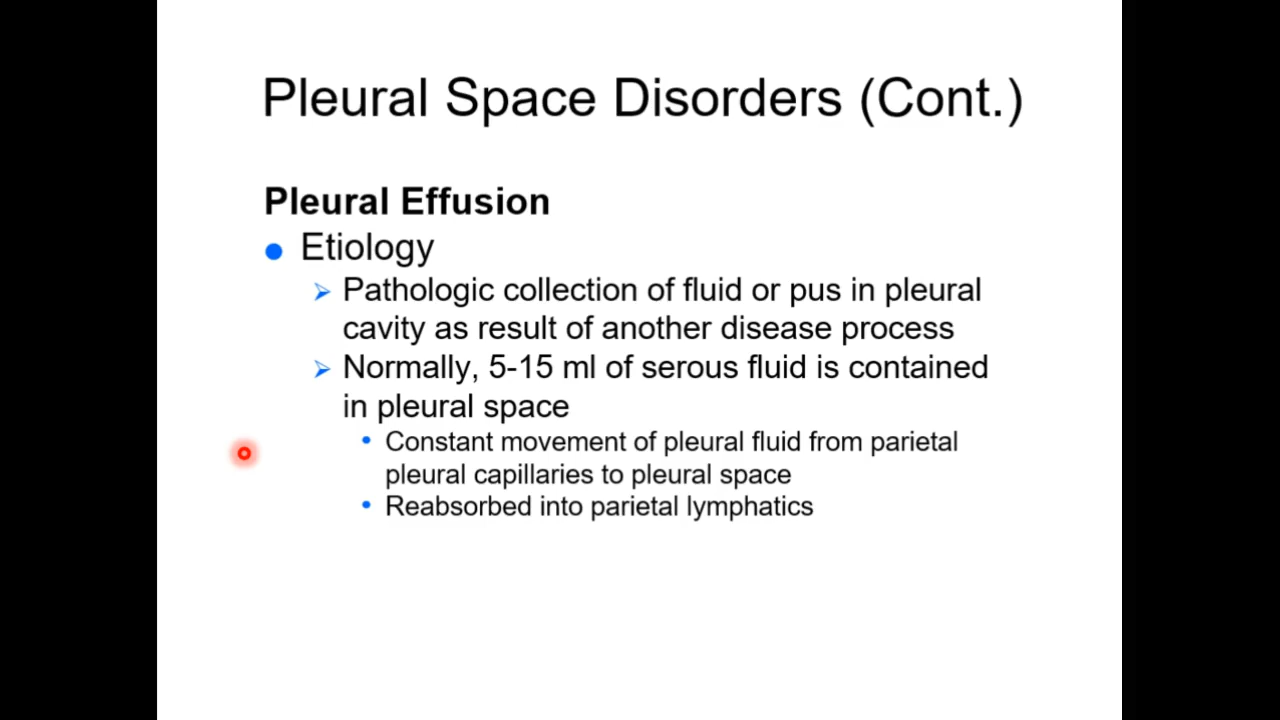 Pleural Space Disorders (Cont.)
Pleural Effusion
Etiology
Pathologic collection of fluid or pus in pleural
cavity as result of another disease process
Normally, 5-15 ml of serous fluid is contained
in pleural space
Constant movement of pleural fluid from parietal
pleural capillaries to pleural space
Reabsorbed into parietal lymphatics